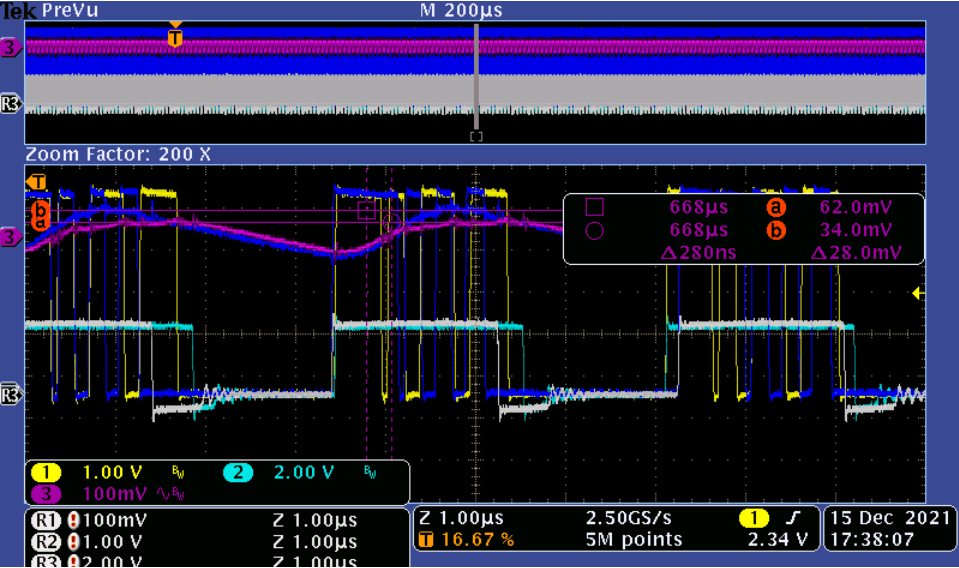 Tek PreVu M 200µs
T
3
R3
[ ]
Zoom Factor: 200 X
T
b
a
3
668µs a 62.0mV
668µs b 34.0mV
Δ280ns Δ28.0mV
R3
1 1.00 V BW 2 2.00 V BW
3 100mV BW
R1 100mV Z 1.00µs
R2 1.00 V Z 1.00µs
R3 2.00 V Z 1.00µs
Z 1.00µs 2.50GS/s 1 2.34 V
T 16.67 % 5M points
15 Dec 2021
17:38:07